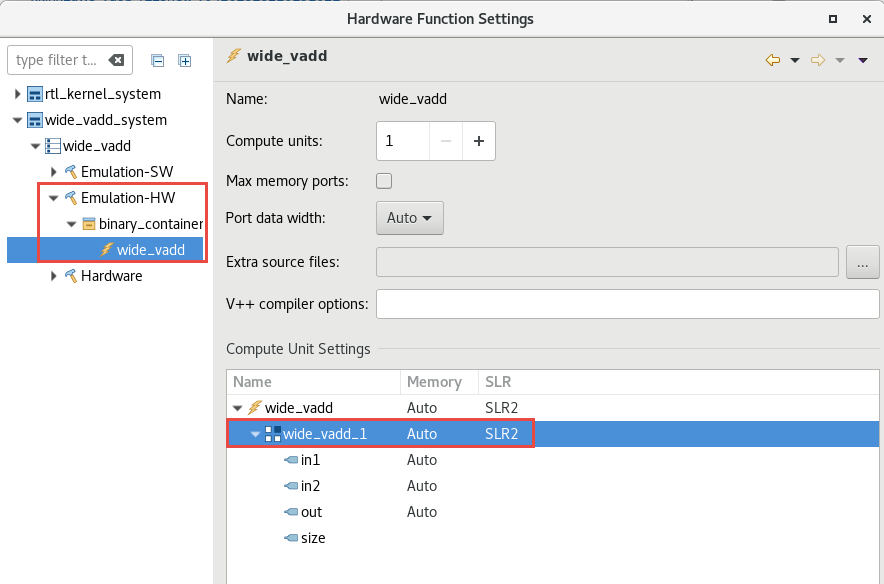 Hardware Function Settings
type filter t...
rtl_kernel_system
wide_vadd_system
wide_vadd
Emulation-SW
Emulation-HW
binary_container
wide_vadd
Hardware
wide_vadd
Name: wide_vadd
Compute units: 1 − +
Max memory ports:
Port data width: Auto
Extra source files: ...
V++ compiler options:
Compute Unit Settings
Name Memory SLR
wide_vadd Auto SLR2
wide_vadd_1 Auto SLR2
in1 Auto
in2 Auto
out Auto
size